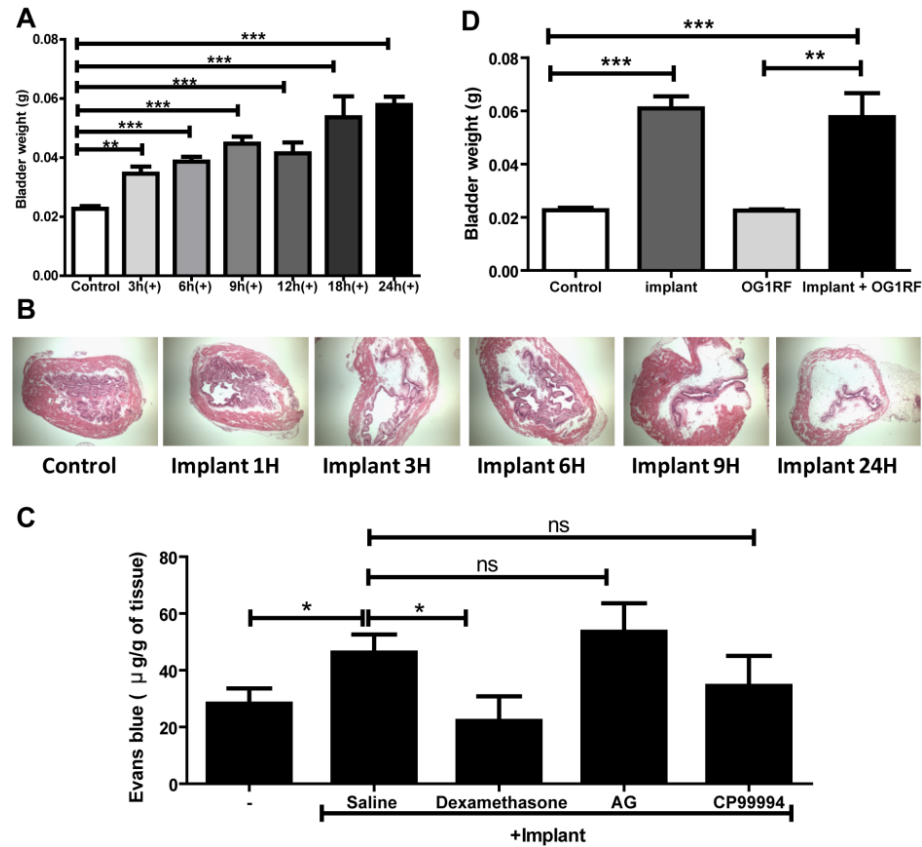 A
Bladder weight (g)
0.08
0.06
0.04
0.02
0.00
***
***
***
***
***
**
Control 3h(+) 6h(+) 9h(+) 12h(+) 18h(+) 24h(+)
D
Bladder weight (g)
0.08
0.06
0.04
0.02
0.00
***
***
**
Control implant OG1RF Implant + OG1RF
B
Control Implant 1H Implant 3H Implant 6H Implant 9H Implant 24H
C
Evans blue ( μg/g of tissue)
80
60
40
20
0
ns
ns
* *
- Saline Dexamethasone AG CP99994
+Implant